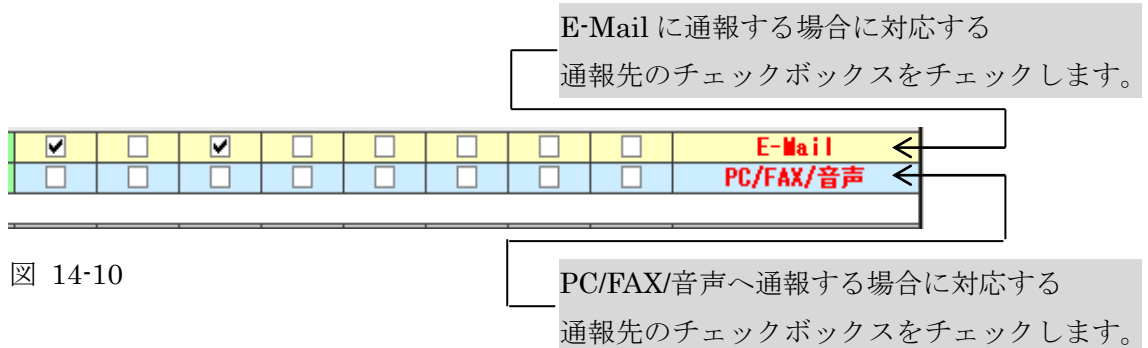 E-Mail に通報する場合に対応する
通報先のチェックボックスをチェックします。
E-Mail
PC/FAX/音声
図 14-10
PC/FAX/音声へ通報する場合に対応する
通報先のチェックボックスをチェックします。